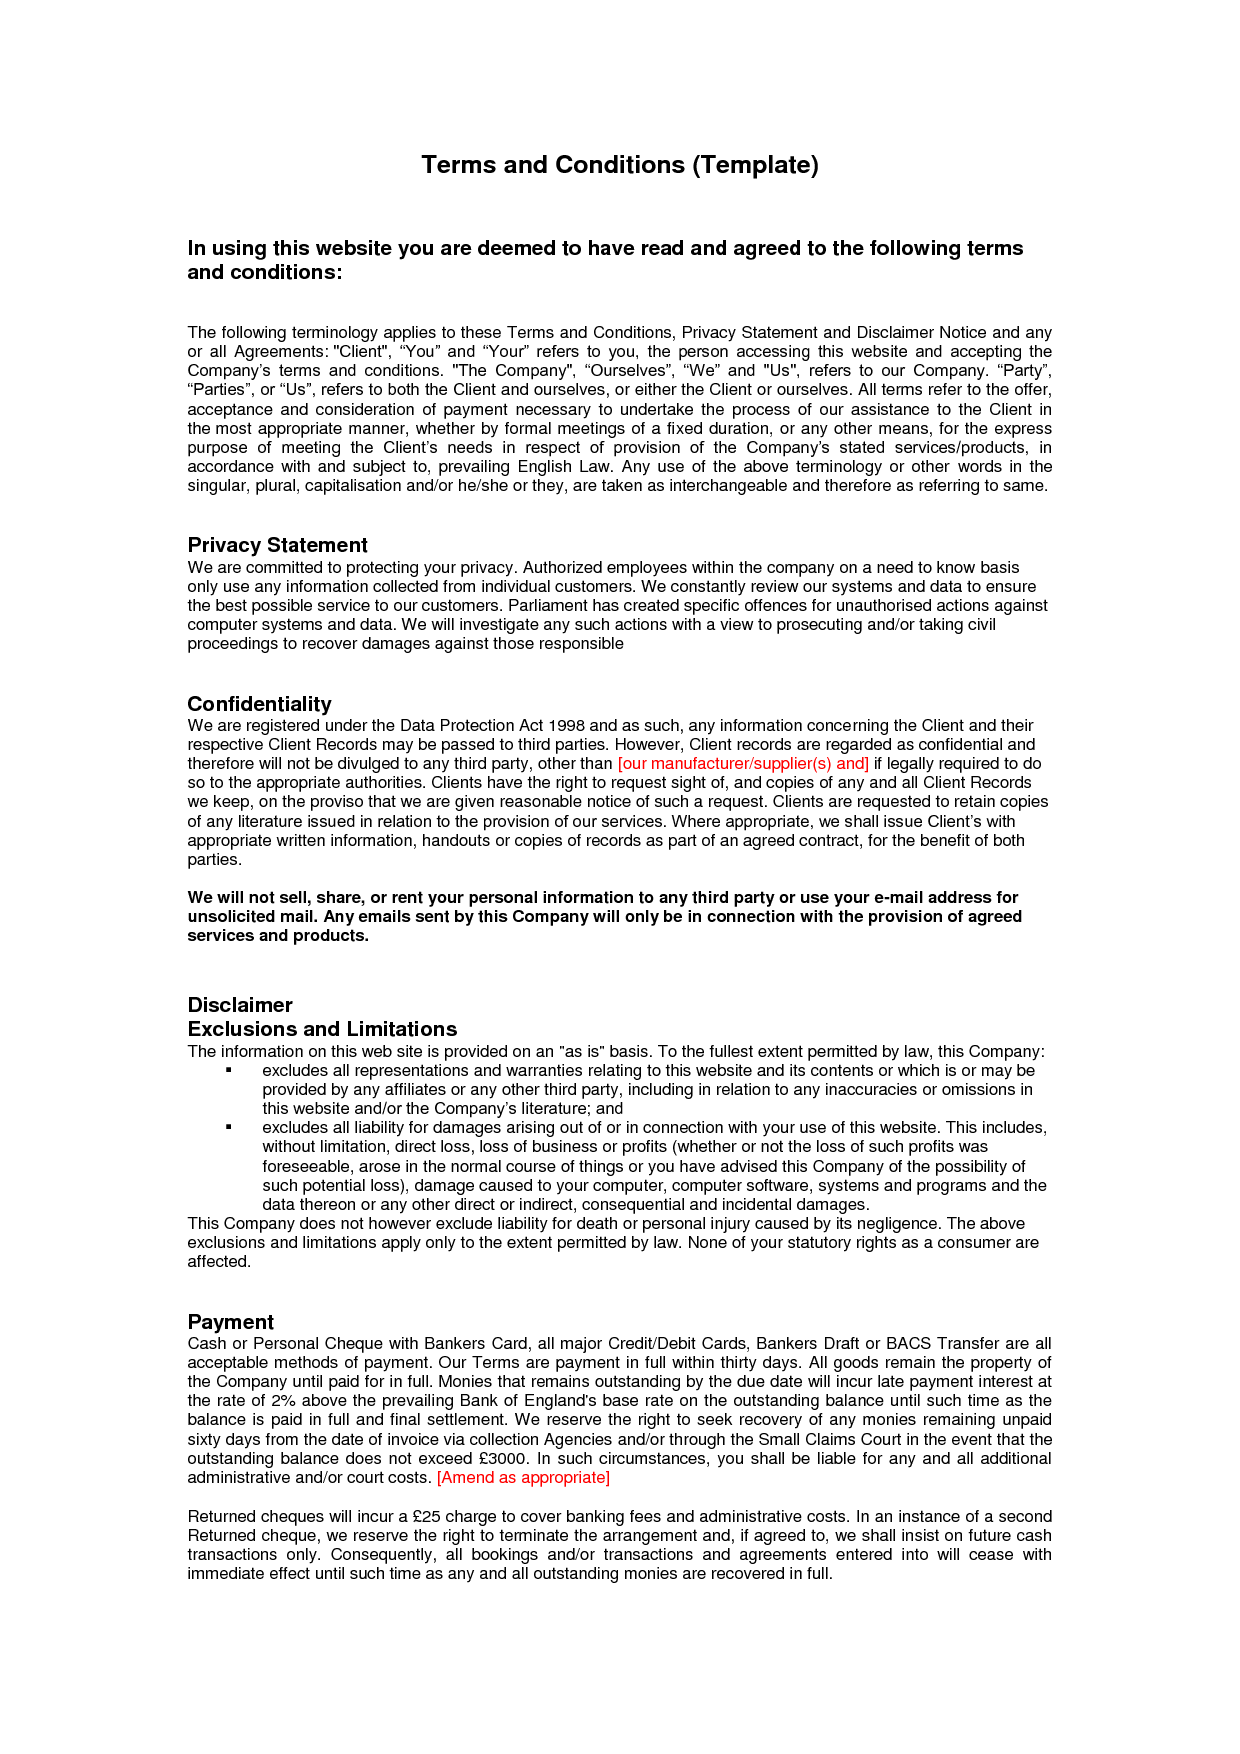 Terms and Conditions (Template)
In using this website you are deemed to have read and agreed to the following terms
and conditions:
The following terminology applies to these Terms and Conditions, Privacy Statement and Disclaimer Notice and any
or all Agreements: "Client", “You” and “Your” refers to you, the person accessing this website and accepting the
Company’s terms and conditions. "The Company", “Ourselves”, “We” and "Us", refers to our Company. “Party”,
“Parties”, or “Us”, refers to both the Client and ourselves, or either the Client or ourselves. All terms refer to the offer,
acceptance and consideration of payment necessary to undertake the process of our assistance to the Client in
the most appropriate manner, whether by formal meetings of a fixed duration, or any other means, for the express
purpose of meeting the Client’s needs in respect of provision of the Company’s stated services/products, in
accordance with and subject to, prevailing English Law. Any use of the above terminology or other words in the
singular, plural, capitalisation and/or he/she or they, are taken as interchangeable and therefore as referring to same.
Privacy Statement
We are committed to protecting your privacy. Authorized employees within the company on a need to know basis
only use any information collected from individual customers. We constantly review our systems and data to ensure
the best possible service to our customers. Parliament has created specific offences for unauthorised actions against
computer systems and data. We will investigate any such actions with a view to prosecuting and/or taking civil
proceedings to recover damages against those responsible
Confidentiality
We are registered under the Data Protection Act 1998 and as such, any information concerning the Client and their
respective Client Records may be passed to third parties. However, Client records are regarded as confidential and
therefore will not be divulged to any third party, other than [our manufacturer/supplier(s) and] if legally required to do
so to the appropriate authorities. Clients have the right to request sight of, and copies of any and all Client Records
we keep, on the proviso that we are given reasonable notice of such a request. Clients are requested to retain copies
of any literature issued in relation to the provision of our services. Where appropriate, we shall issue Client’s with
appropriate written information, handouts or copies of records as part of an agreed contract, for the benefit of both
parties.
We will not sell, share, or rent your personal information to any third party or use your e-mail address for
unsolicited mail. Any emails sent by this Company will only be in connection with the provision of agreed
services and products.
Disclaimer
Exclusions and Limitations
The information on this web site is provided on an "as is" basis. To the fullest extent permitted by law, this Company:
▪ excludes all representations and warranties relating to this website and its contents or which is or may be
provided by any affiliates or any other third party, including in relation to any inaccuracies or omissions in
this website and/or the Company’s literature; and
▪ excludes all liability for damages arising out of or in connection with your use of this website. This includes,
without limitation, direct loss, loss of business or profits (whether or not the loss of such profits was
foreseeable, arose in the normal course of things or you have advised this Company of the possibility of
such potential loss), damage caused to your computer, computer software, systems and programs and the
data thereon or any other direct or indirect, consequential and incidental damages.
This Company does not however exclude liability for death or personal injury caused by its negligence. The above
exclusions and limitations apply only to the extent permitted by law. None of your statutory rights as a consumer are
affected.
Payment
Cash or Personal Cheque with Bankers Card, all major Credit/Debit Cards, Bankers Draft or BACS Transfer are all
acceptable methods of payment. Our Terms are payment in full within thirty days. All goods remain the property of
the Company until paid for in full. Monies that remains outstanding by the due date will incur late payment interest at
the rate of 2% above the prevailing Bank of England's base rate on the outstanding balance until such time as the
balance is paid in full and final settlement. We reserve the right to seek recovery of any monies remaining unpaid
sixty days from the date of invoice via collection Agencies and/or through the Small Claims Court in the event that the
outstanding balance does not exceed £3000. In such circumstances, you shall be liable for any and all additional
administrative and/or court costs. [Amend as appropriate]
Returned cheques will incur a £25 charge to cover banking fees and administrative costs. In an instance of a second
Returned cheque, we reserve the right to terminate the arrangement and, if agreed to, we shall insist on future cash
transactions only. Consequently, all bookings and/or transactions and agreements entered into will cease with
immediate effect until such time as any and all outstanding monies are recovered in full.